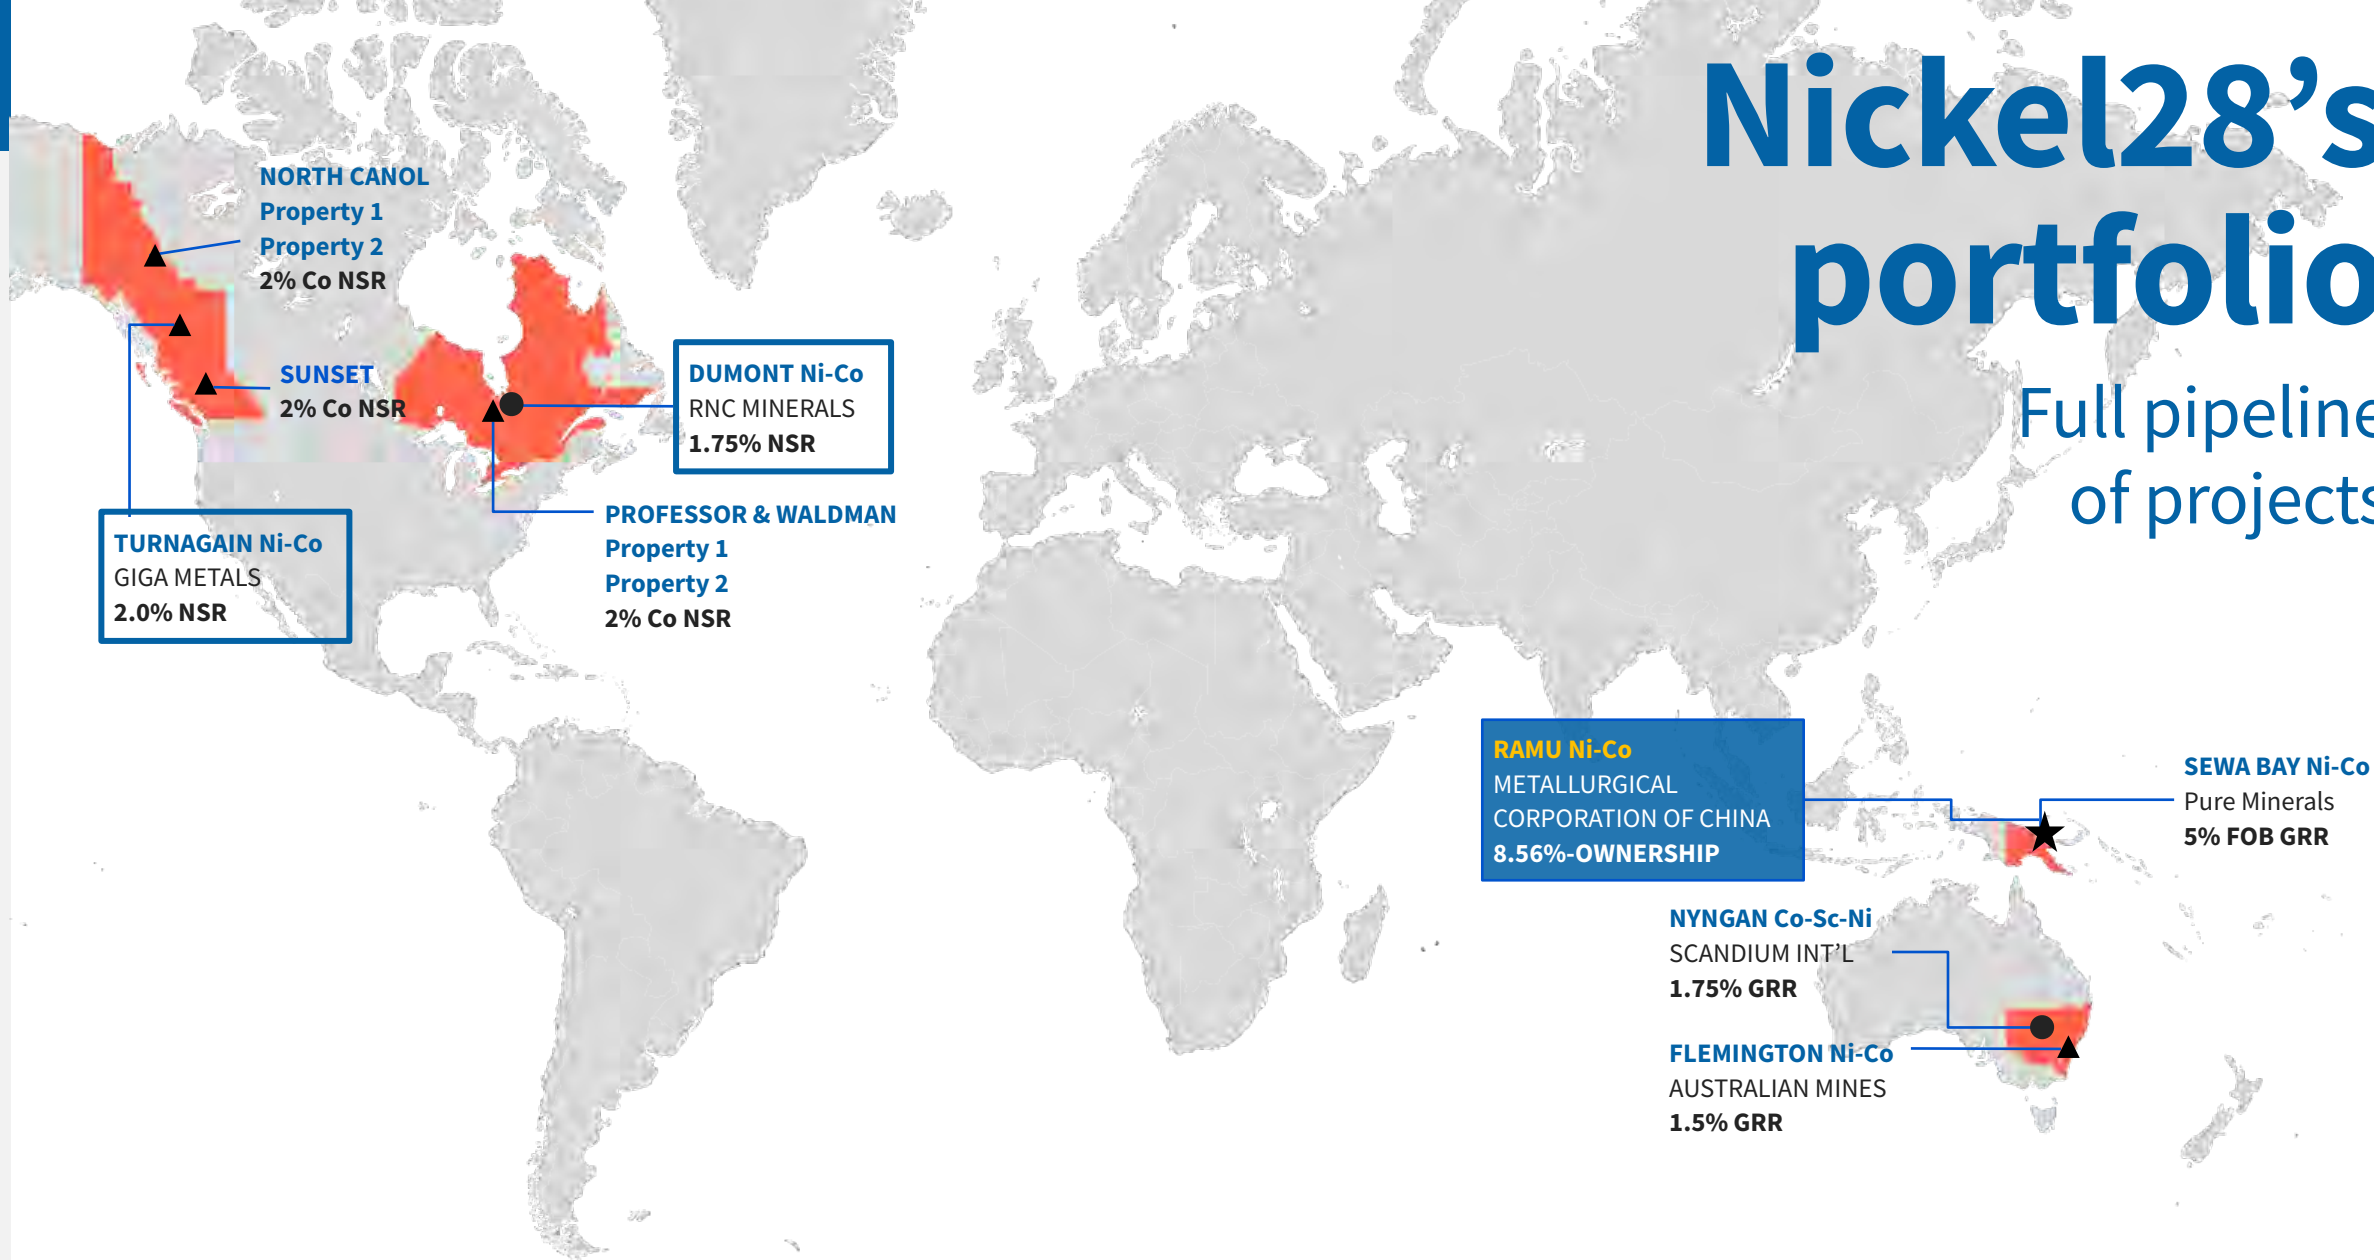 Nickel28’s
portfolio
Full pipeline
of projects
NORTH CANOL
Property 1
Property 2
2% Co NSR
SUNSET
2% Co NSR
DUMONT Ni-Co
RNC MINERALS
1.75% NSR
TURNAGAIN Ni-Co
GIGA METALS
2.0% NSR
PROFESSOR & WALDMAN
Property 1
Property 2
2% Co NSR
RAMU Ni-Co
METALLURGICAL
CORPORATION OF CHINA
8.56%-OWNERSHIP
SEWA BAY Ni-Co
Pure Minerals
5% FOB GRR
NYNGAN Co-Sc-Ni
SCANDIUM INT’L
1.75% GRR
FLEMINGTON Ni-Co
AUSTRALIAN MINES
1.5% GRR